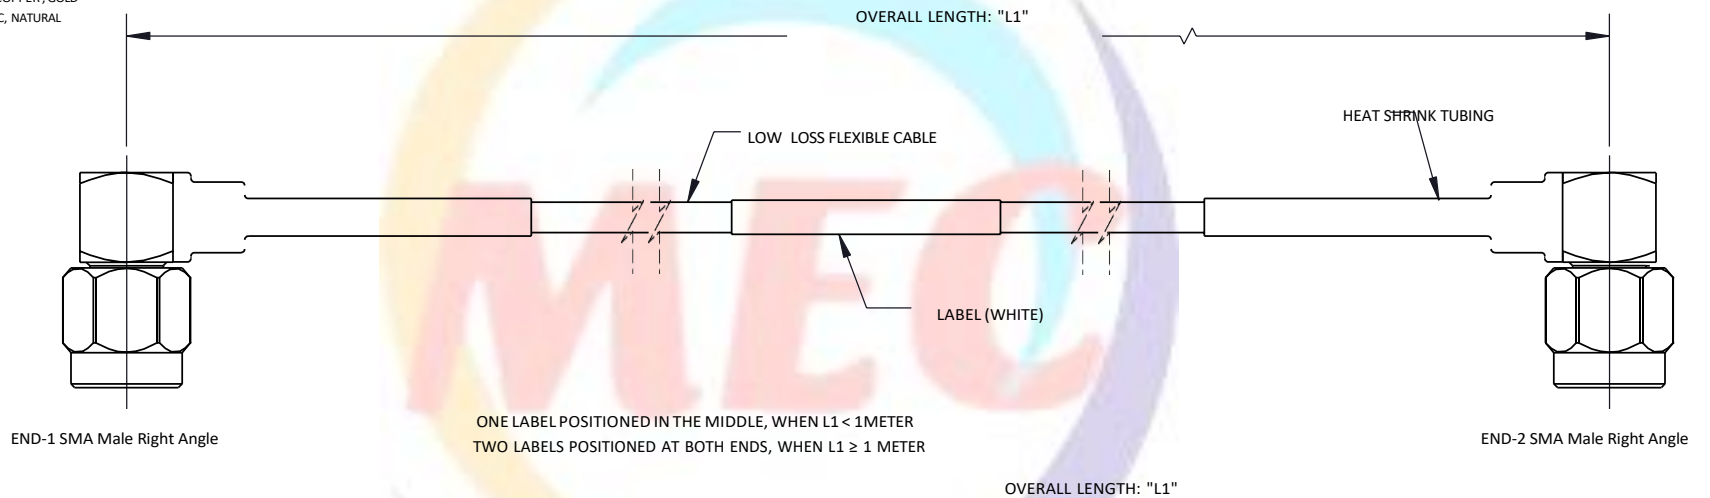 C, NATURAL
OVERALL LENGTH: "L1"
HEAT SHRINK TUBING
LOW LOSS FLEXIBLE CABLE
MEC
LABEL (WHITE)
ONE LABEL POSITIONED IN THE MIDDLE, WHEN L1 < 1METER
TWO LABELS POSITIONED AT BOTH ENDS, WHEN L1 ≥ 1 METER
END-1 SMA Male Right Angle
END-2 SMA Male Right Angle
OVERALL LENGTH: "L1"